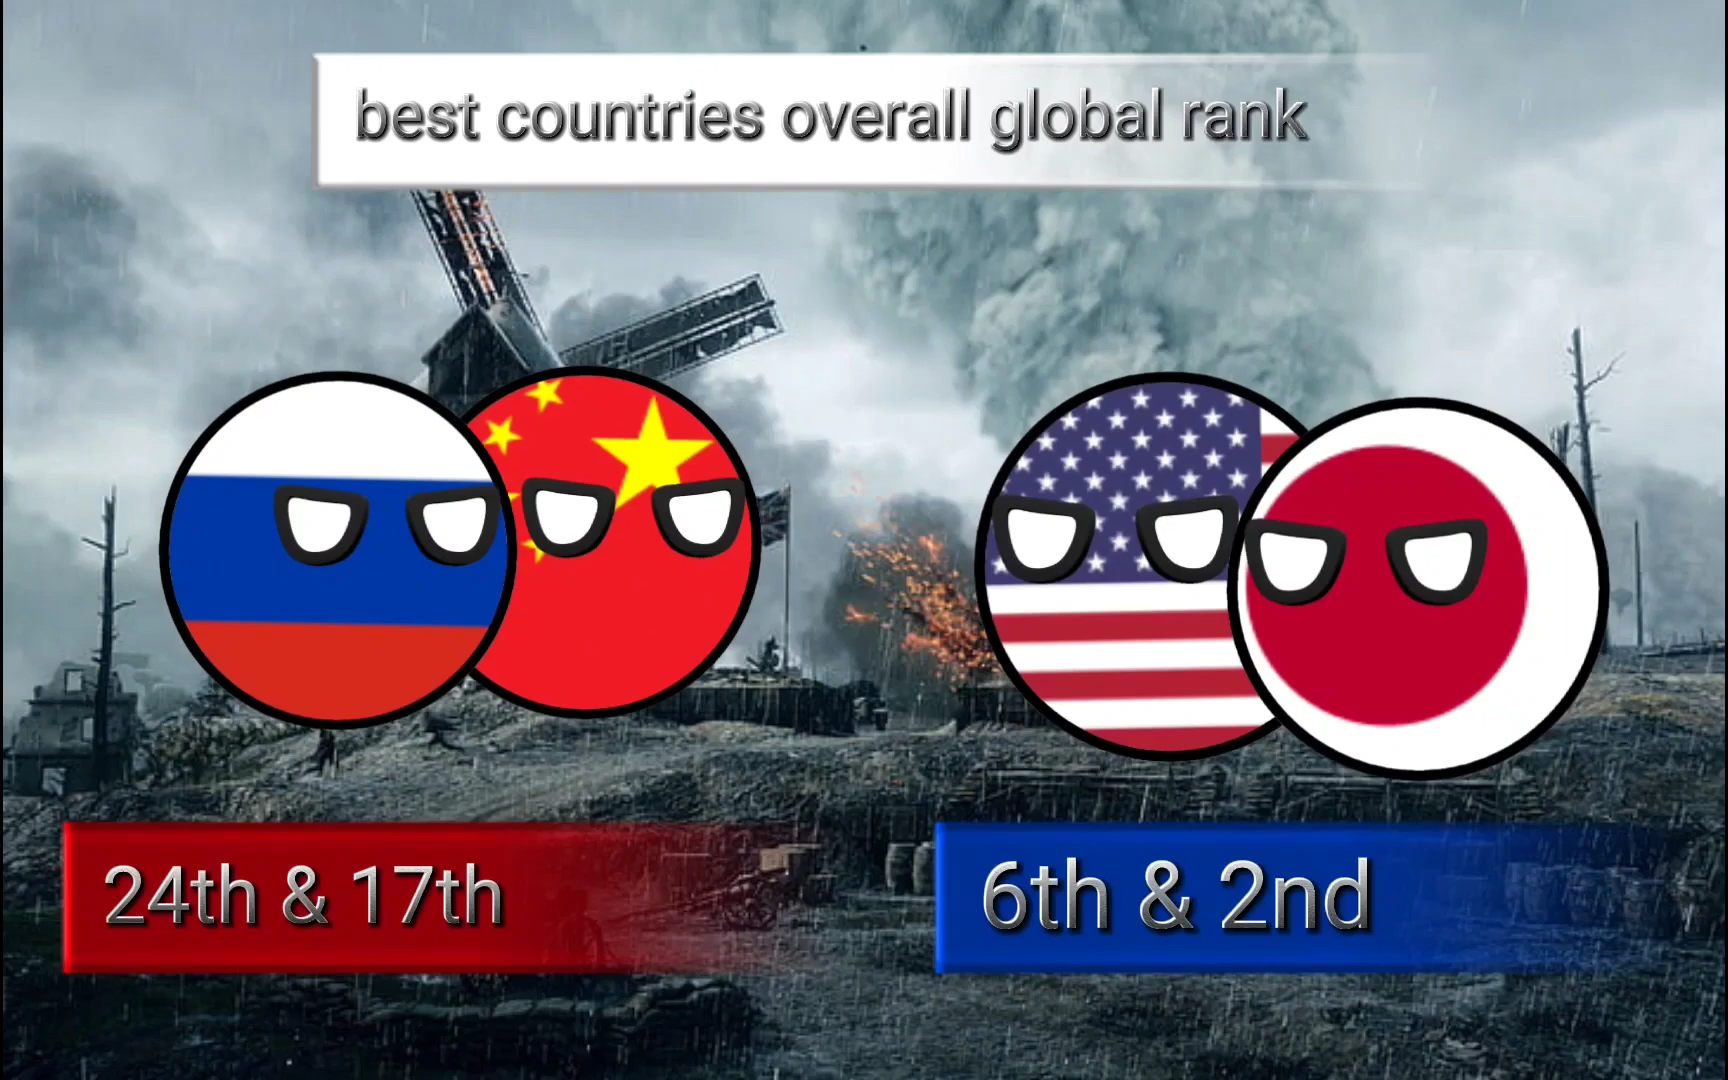 best countries overall global rank
24th & 17th
6th & 2nd